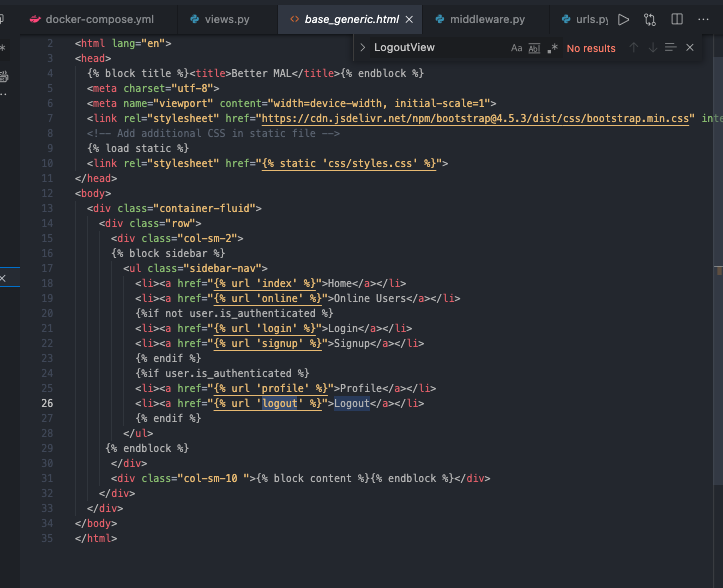 docker-compose.yml
views.py
base_generic.html
middleware.py
urls.py
LogoutView
Aa
Abl
.*
No results
2 <html lang="en">
3 <head>
4 {% block title %}<title>Better MAL</title>{% endblock %}
5 <meta charset="utf-8">
6 <meta name="viewport" content="width=device-width, initial-scale=1">
7 <link rel="stylesheet" href="https://cdn.jsdelivr.net/npm/bootstrap@4.5.3/dist/css/bootstrap.min.css" inte
8 <!-- Add additional CSS in static file -->
9 {% load static %}
10 <link rel="stylesheet" href="{% static 'css/styles.css' %}">
11 </head>
12 <body>
13 <div class="container-fluid">
14 <div class="row">
15 <div class="col-sm-2">
16 {% block sidebar %}
17 <ul class="sidebar-nav">
18 <li><a href="{% url 'index' %}">Home</a></li>
19 <li><a href="{% url 'online' %}">Online Users</a></li>
20 {%if not user.is_authenticated %}
21 <li><a href="{% url 'login' %}">Login</a></li>
22 <li><a href="{% url 'signup' %}">Signup</a></li>
23 {% endif %}
24 {%if user.is_authenticated %}
25 <li><a href="{% url 'profile' %}">Profile</a></li>
26 <li><a href="{% url 'logout' %}">Logout</a></li>
27 {% endif %}
28 </ul>
29 {% endblock %}
30 </div>
31 <div class="col-sm-10 ">{% block content %}{% endblock %}</div>
32 </div>
33 </div>
34 </body>
35 </html>